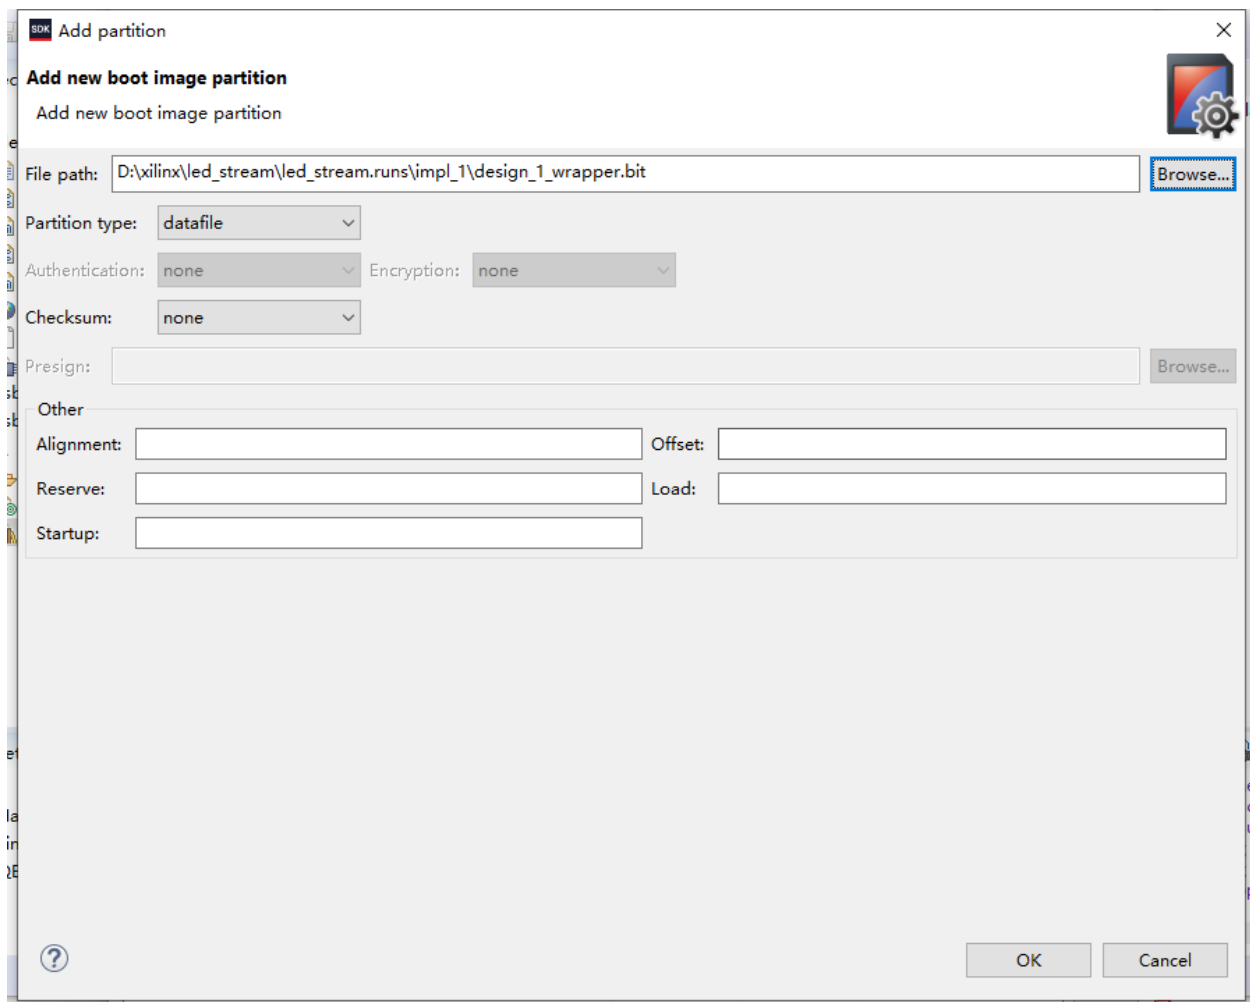 SDK Add partition
Add new boot image partition
Add new boot image partition
File path: D:\xilinx\led_stream\led_stream.runs\impl_1\design_1_wrapper.bit Browse...
Partition type: datafile
Authentication: none Encryption: none
Checksum: none
Presign: Browse...
Other
Alignment: Offset:
Reserve: Load:
Startup:
?
OK Cancel